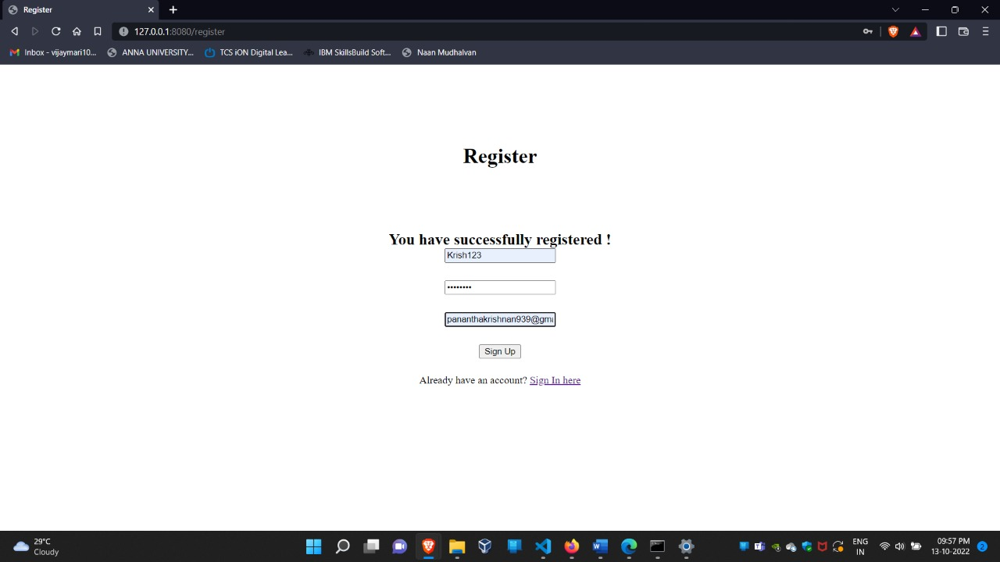 Register
127.0.0.1:8080/register
Inbox - vijaymari10...
ANNA UNIVERSITY...
TCS iON Digital Lea...
IBM SkillsBuild Soft...
Naan Mudhalvan
Register
You have successfully registered !
Krish123
••••••••
pananthakrishnan939@gma
Sign Up
Already have an account? Sign In here
29°C
Cloudy
ENG
IN
09:57 PM
13-10-2022
2